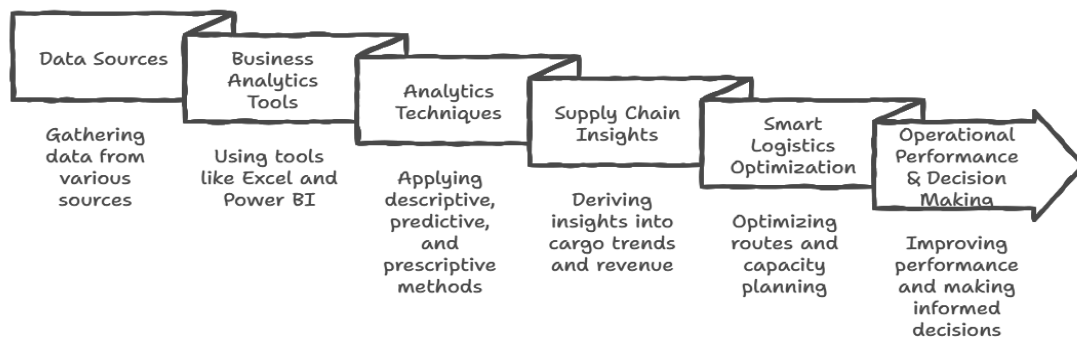 Data Sources
Gathering
data from
various
sources
Business
Analytics
Tools
Using tools
like Excel and
Power BI
Analytics
Techniques
Applying
descriptive,
predictive,
and
prescriptive
methods
Supply Chain
Insights
Deriving
insights into
cargo trends
and revenue
Smart
Logistics
Optimization
Optimizing
routes and
capacity
planning
Operational
Performance
& Decision
Making
Improving
performance
and making
informed
decisions